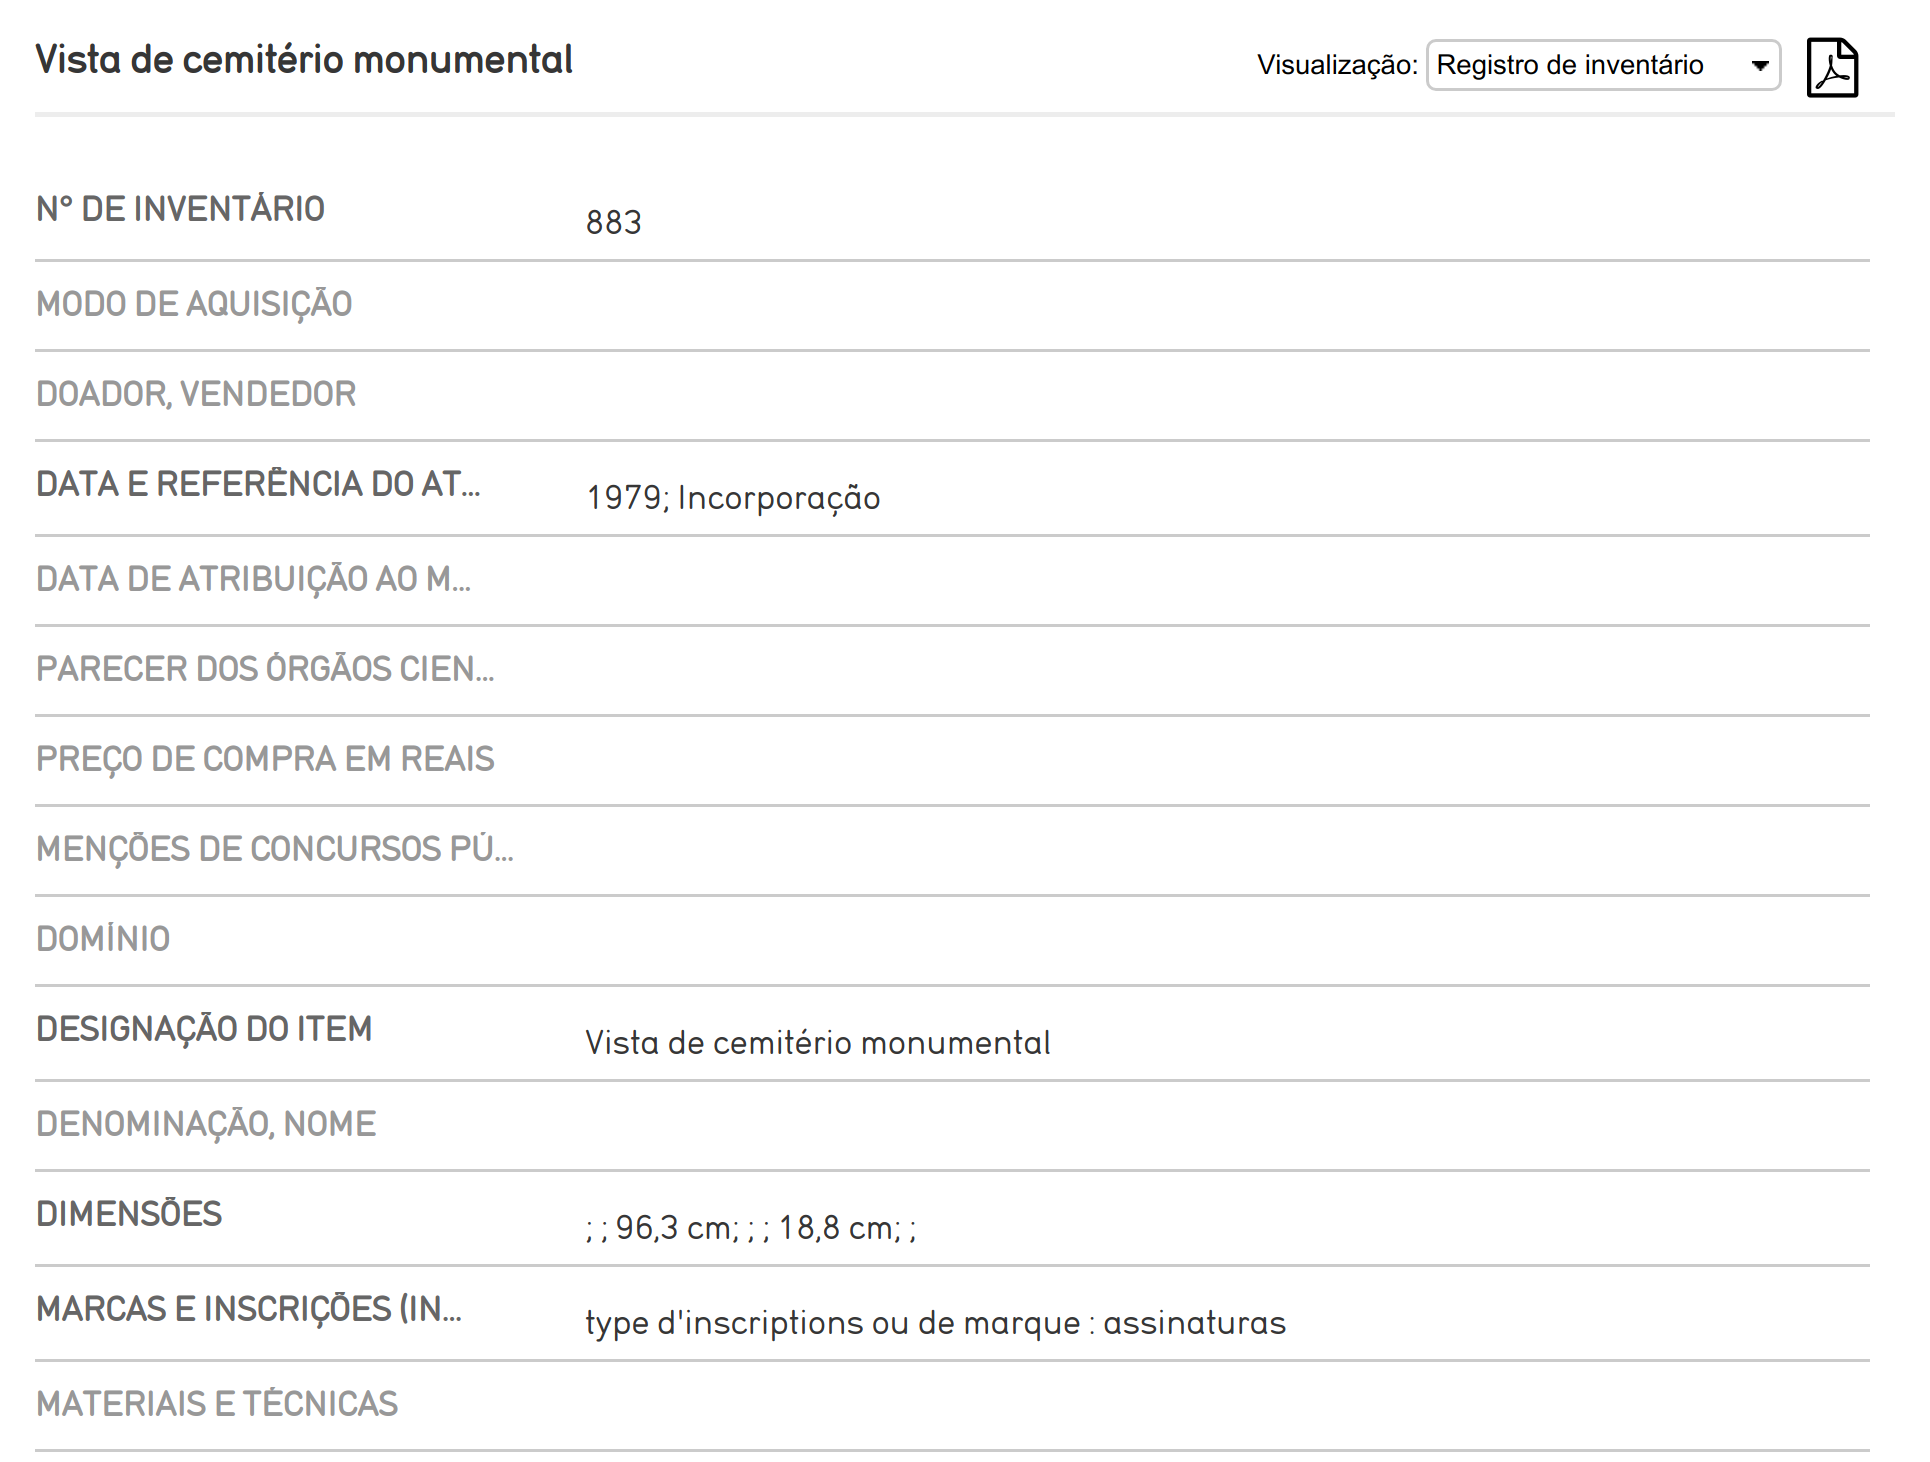 Vista de cemitério monumental
Visualização: Registro de inventário
N° DE INVENTÁRIO
883
MODO DE AQUISIÇÃO
DOADOR, VENDEDOR
DATA E REFERÊNCIA DO AT...
1979; Incorporação
DATA DE ATRIBUIÇÃO AO M...
PARECER DOS ÓRGÃOS CIEN...
PREÇO DE COMPRA EM REAIS
MENÇÕES DE CONCURSOS PÚ...
DOMÍNIO
DESIGNAÇÃO DO ITEM
Vista de cemitério monumental
DENOMINAÇÃO, NOME
DIMENSÕES
; ; 96,3 cm; ; ; 18,8 cm; ;
MARCAS E INSCRIÇÕES (IN...
type d'inscriptions ou de marque : assinaturas
MATERIAIS E TÉCNICAS